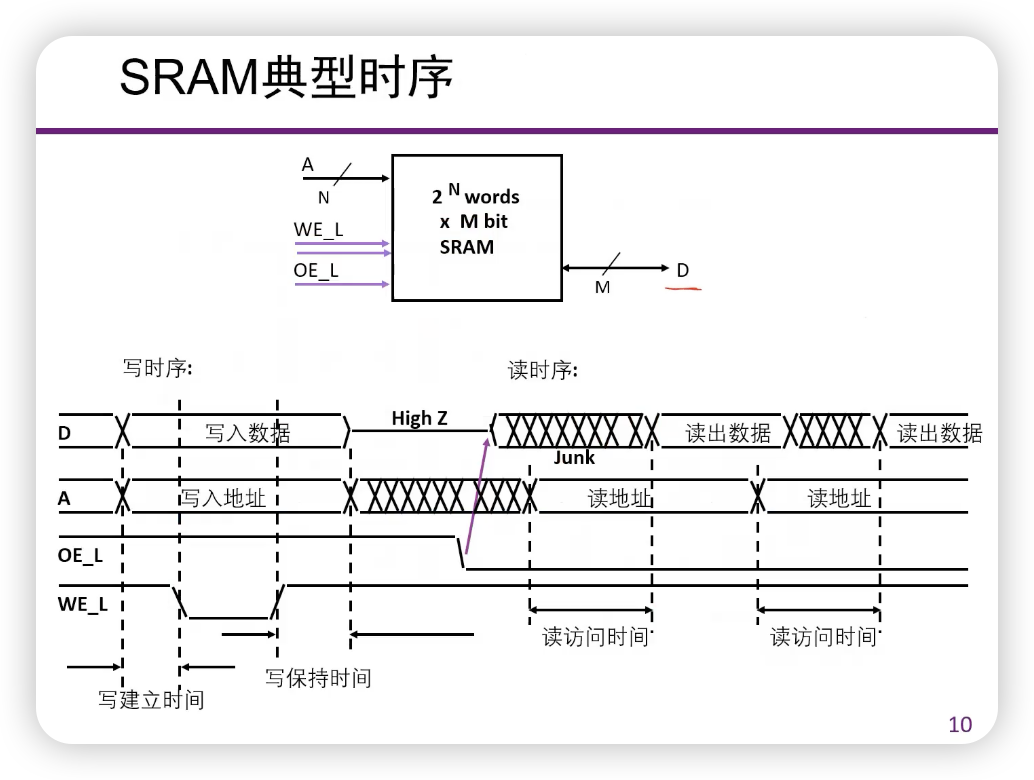 SRAM典型时序
A
N
WE_L
OE_L
2 N words
x M bit
SRAM
D
M
写时序:
读时序:
D
写入数据
High Z
Junk
读出数据
读出数据
A
写入地址
读地址
读地址
OE_L
WE_L
读访问时间
读访问时间
写保持时间
写建立时间
10